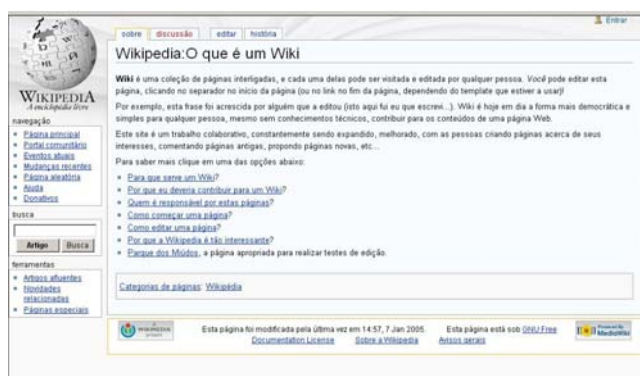 Entrar
sobre discussão editar história
Wikipedia:O que é um Wiki
Wiki é uma coleção de páginas interligadas, e cada uma delas pode ser visitada e editada por qualquer pessoa. Você pode editar esta
página, clicando no separador no início da página (ou no link no fim da página, dependendo do template que estiver a usar)!
Por exemplo, esta frase foi acrescida por alguém que a editou (isto aqui fui eu que escrevi...). Wiki é hoje em dia a forma mais democrática e
simples para qualquer pessoa, mesmo sem conhecimentos técnicos, contribuir para os conteúdos de uma página Web.
Este site é um trabalho colaborativo, constantemente sendo expandido, melhorado, com as pessoas criando páginas acerca de seus
interesses, comentando páginas antigas, propondo páginas novas, etc...
Para saber mais clique em uma das opções abaixo:
Para que serve um Wiki?
Por que eu deveria contribuir para um Wiki?
Quem é responsável por estas páginas?
Como começar uma página?
Como editar uma página?
Por que a Wikipedia é tão interessante?
Parque dos Miúdos, a página apropriada para realizar testes de edição.
Categorias de páginas: Wikipédia
WIKIPEDIA
A enciclopédia livre
navegação
Página principal
Portal comunitário
Eventos atuais
Mudanças recentes
Página aleatória
Ajuda
Donativos
busca
Artigo Busca
ferramentas
Artigos afluentes
Novidades
relacionadas
Páginas especiais
A WIKIMEDIA project
Esta página foi modificada pela última vez em 14:57, 7 Jan 2005. Esta página está sob GNU Free
Documentation License Sobre a Wikipedia Avisos gerais
Powered By
MediaWiki